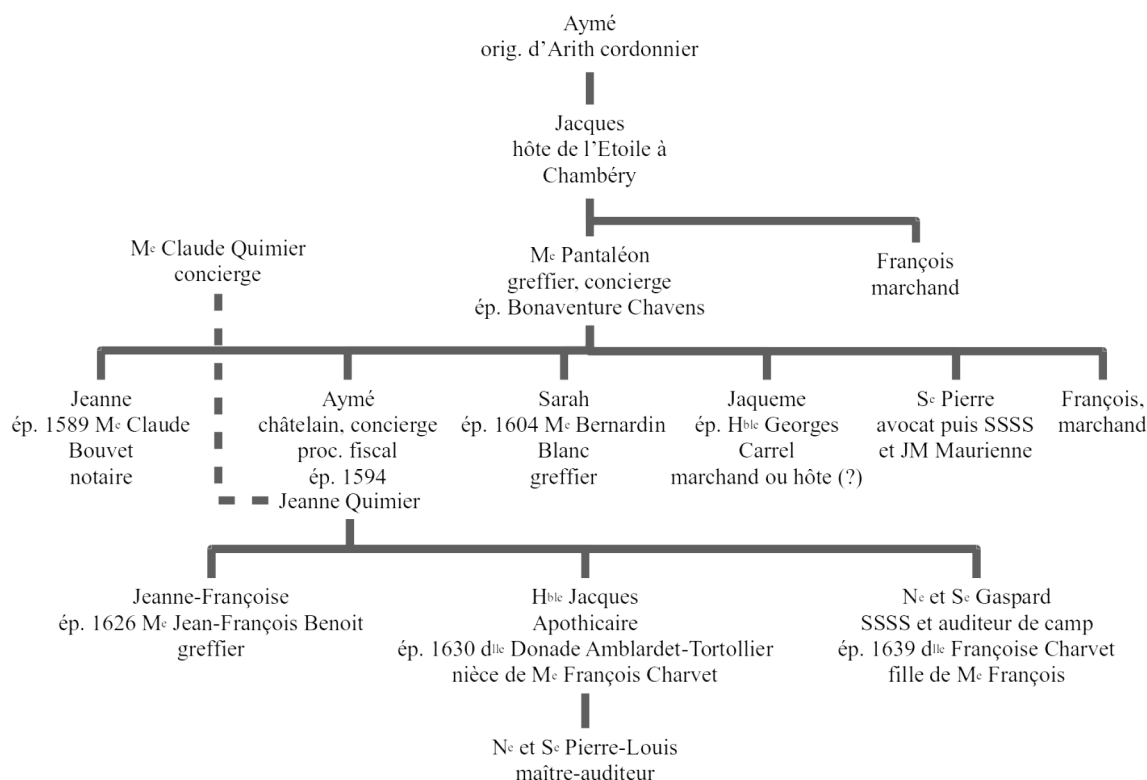 Aymé
orig. d’Arith cordonnier
Jacques
hôte de l’Etoile à
Chambéry
Mᵉ Claude Quimier
concierge
Mᵉ Pantaléon
greffier, concierge
ép. Bonaventure Chavens
François
marchand
Jeanne
ép. 1589 Mᵉ Claude
Bouvet
notaire
Aymé
châtelain, concierge
proc. fiscal
ép. 1594
Jeanne Quimier
Sarah
ép. 1604 Mᵉ Bernardin
Blanc
greffier
Jaqueme
ép. Hᵇˡᵉ Georges
Carrel
marchand ou hôte (?)
Sᵉ Pierre
avocat puis SSSS
et JM Maurienne
François,
marchand
Jeanne-Françoise
ép. 1626 Mᵉ Jean-François Benoit
greffier
Hᵇˡᵉ Jacques
Apothicaire
ép. 1630 dˡˡᵉ Donade Amblardet-Tortollier
nièce de Mᵉ François Charvet
Nᵉ et Sᵉ Gaspard
SSSS et auditeur de camp
ép. 1639 dˡˡᵉ Françoise Charvet
fille de Mᵉ François
Nᵉ et Sᵉ Pierre-Louis
maître-auditeur